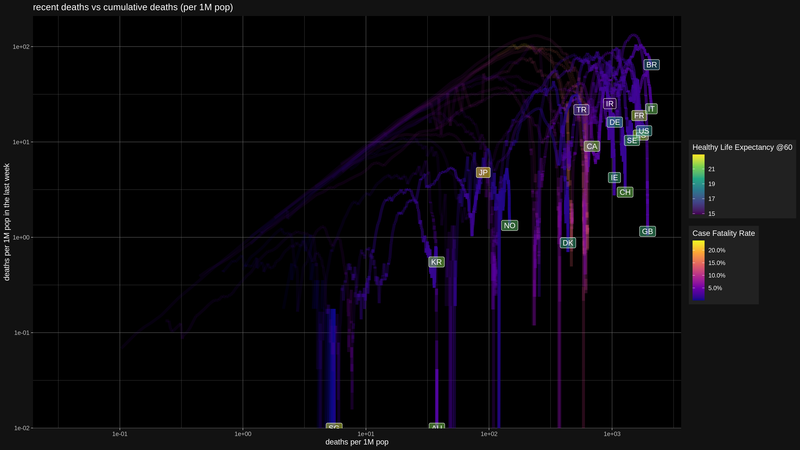 recent deaths vs cumulative deaths (per 1M pop)
1e+02
BR
IR
TR
IT
FR
DE
US
1e+01
SE
CA
JP
IE
CH
NO
GB
DK
1e+00
KR
1e-01
1e-02
SG
AU
1e-01
1e+00
1e+01
1e+02
1e+03
deaths per 1M pop
deaths per 1M pop in the last week
Healthy Life Expectancy @60
21
19
17
15
Case Fatality Rate
20.0%
15.0%
10.0%
5.0%